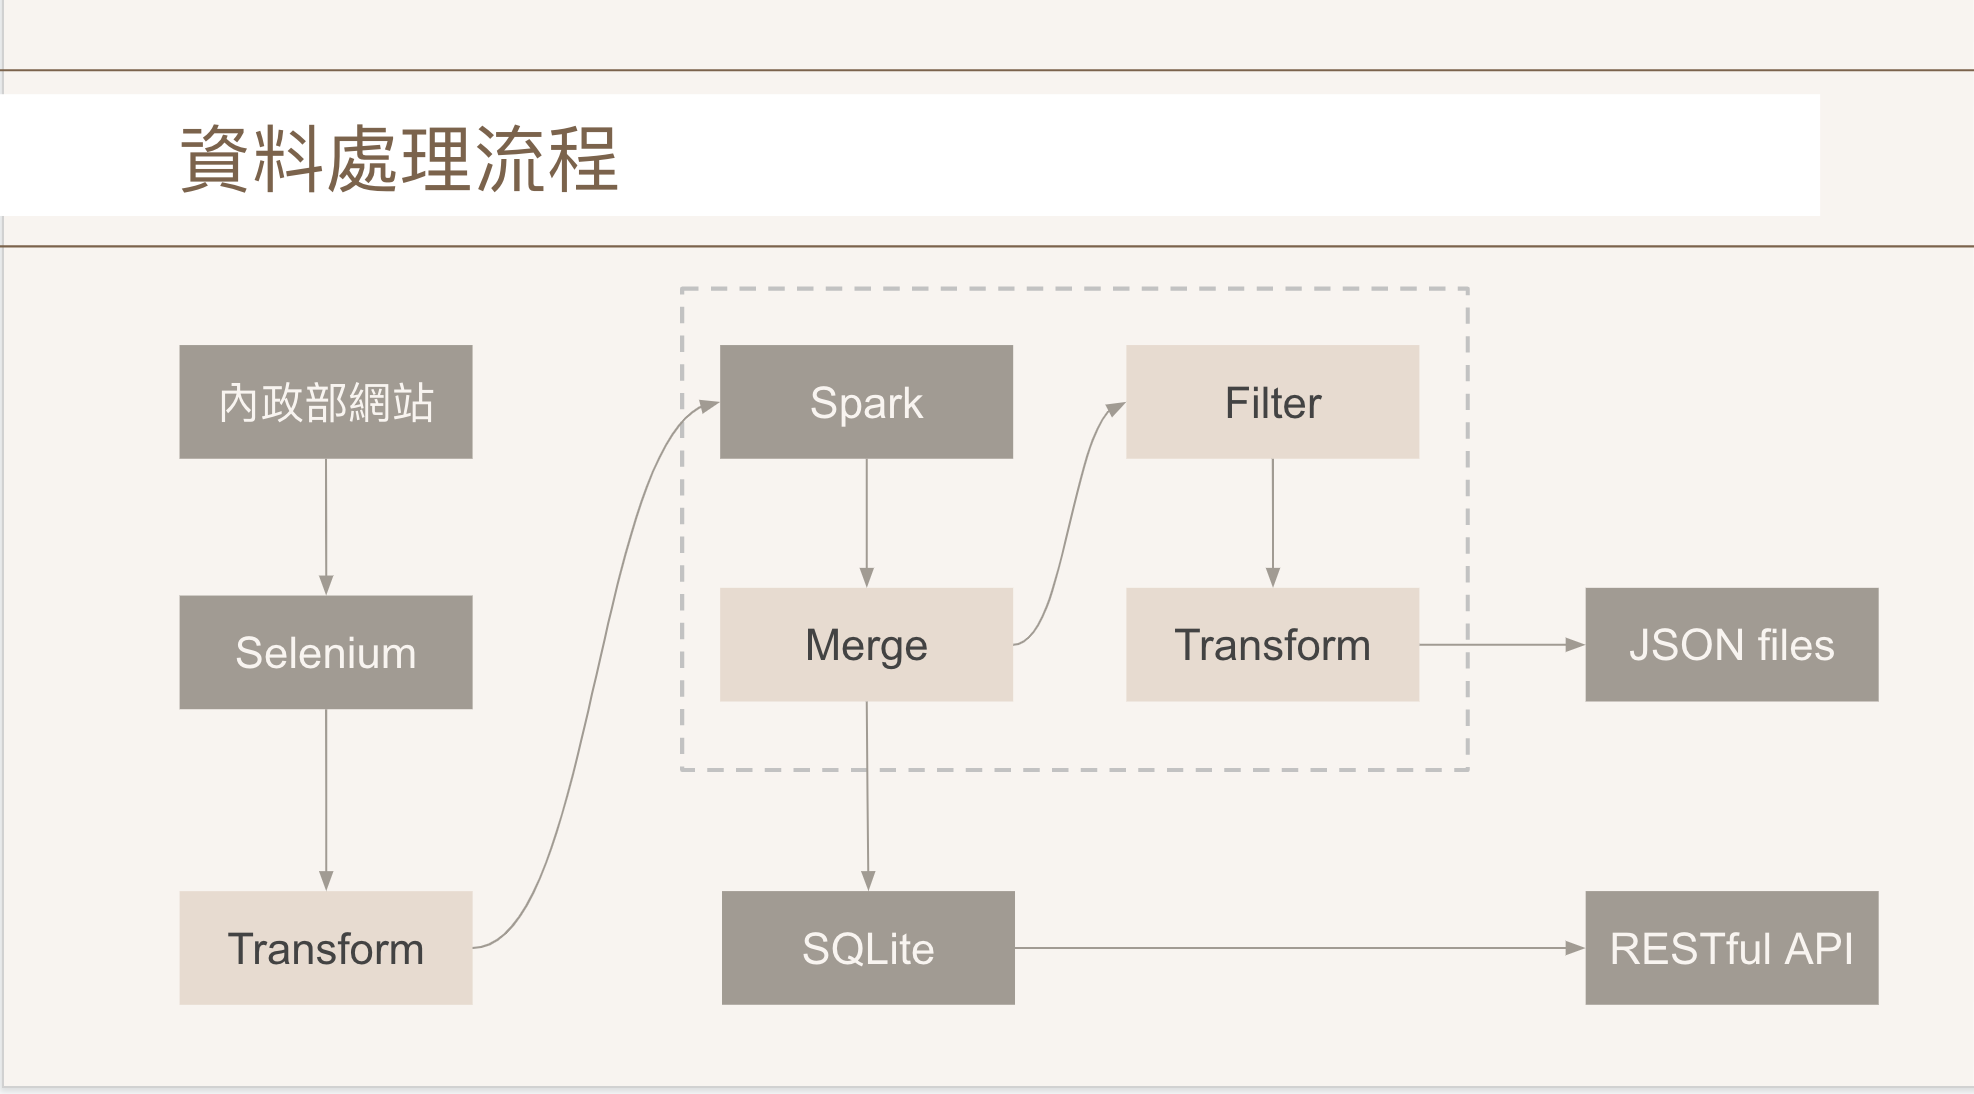 資料處理流程
內政部網站
Selenium
Transform
Spark
Merge
Filter
Transform
JSON files
SQLite
RESTful API